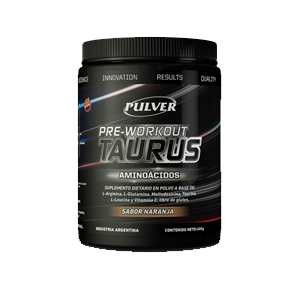 SCIENCE INNOVATION RESULTS QUALITY
PULVER
PRE-WORKOUT
TAURUS
AMINOÁCIDOS
SUPLEMENTO DIETARIO EN POLVO A BASE DE:
L-Arginina, L-Glutamina, Maltodextrina, Taurina,
L-Leucina y Vitamina C; libre de gluten.
SABOR NARANJA
INDUSTRIA ARGENTINA CONTENIDO NETO